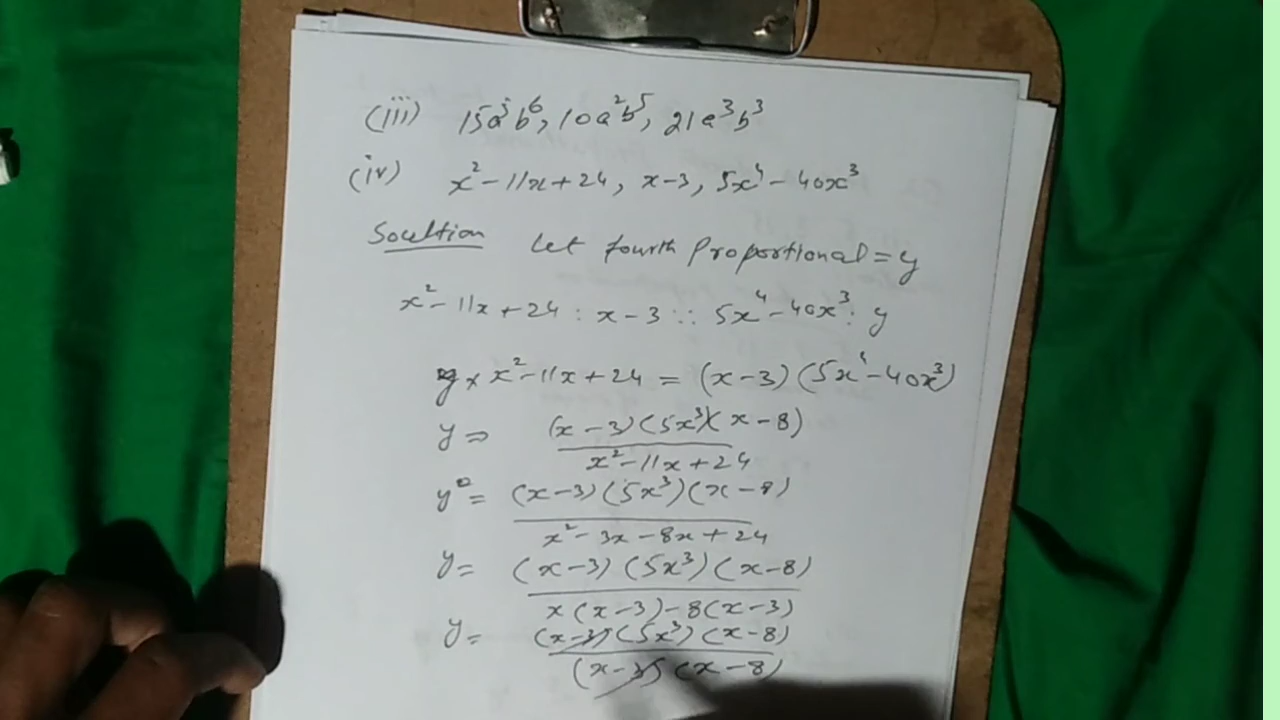 (iii) 15a⁵b⁶, 10a²b⁵, 21a³b³
(iv) x² - 11x + 24, x - 3, 5x⁴ - 40x³
Soultion Let fourth Proportional = y
x² - 11x + 24 : x - 3 :: 5x⁴ - 40x³ : y
y × x² - 11x + 24 = (x - 3) (5x⁴ - 40x³)
y ⇒ (x - 3)(5x³)(x - 8)
x² - 11x + 24
y = (x - 3)(5x³)(x - 8)
x² - 3x - 8x + 24
y = (x - 3) (5x³) (x - 8)
x(x - 3) - 8(x - 3)
y = (x - 3)(5x³)(x - 8)
(x - 3)(x - 8)